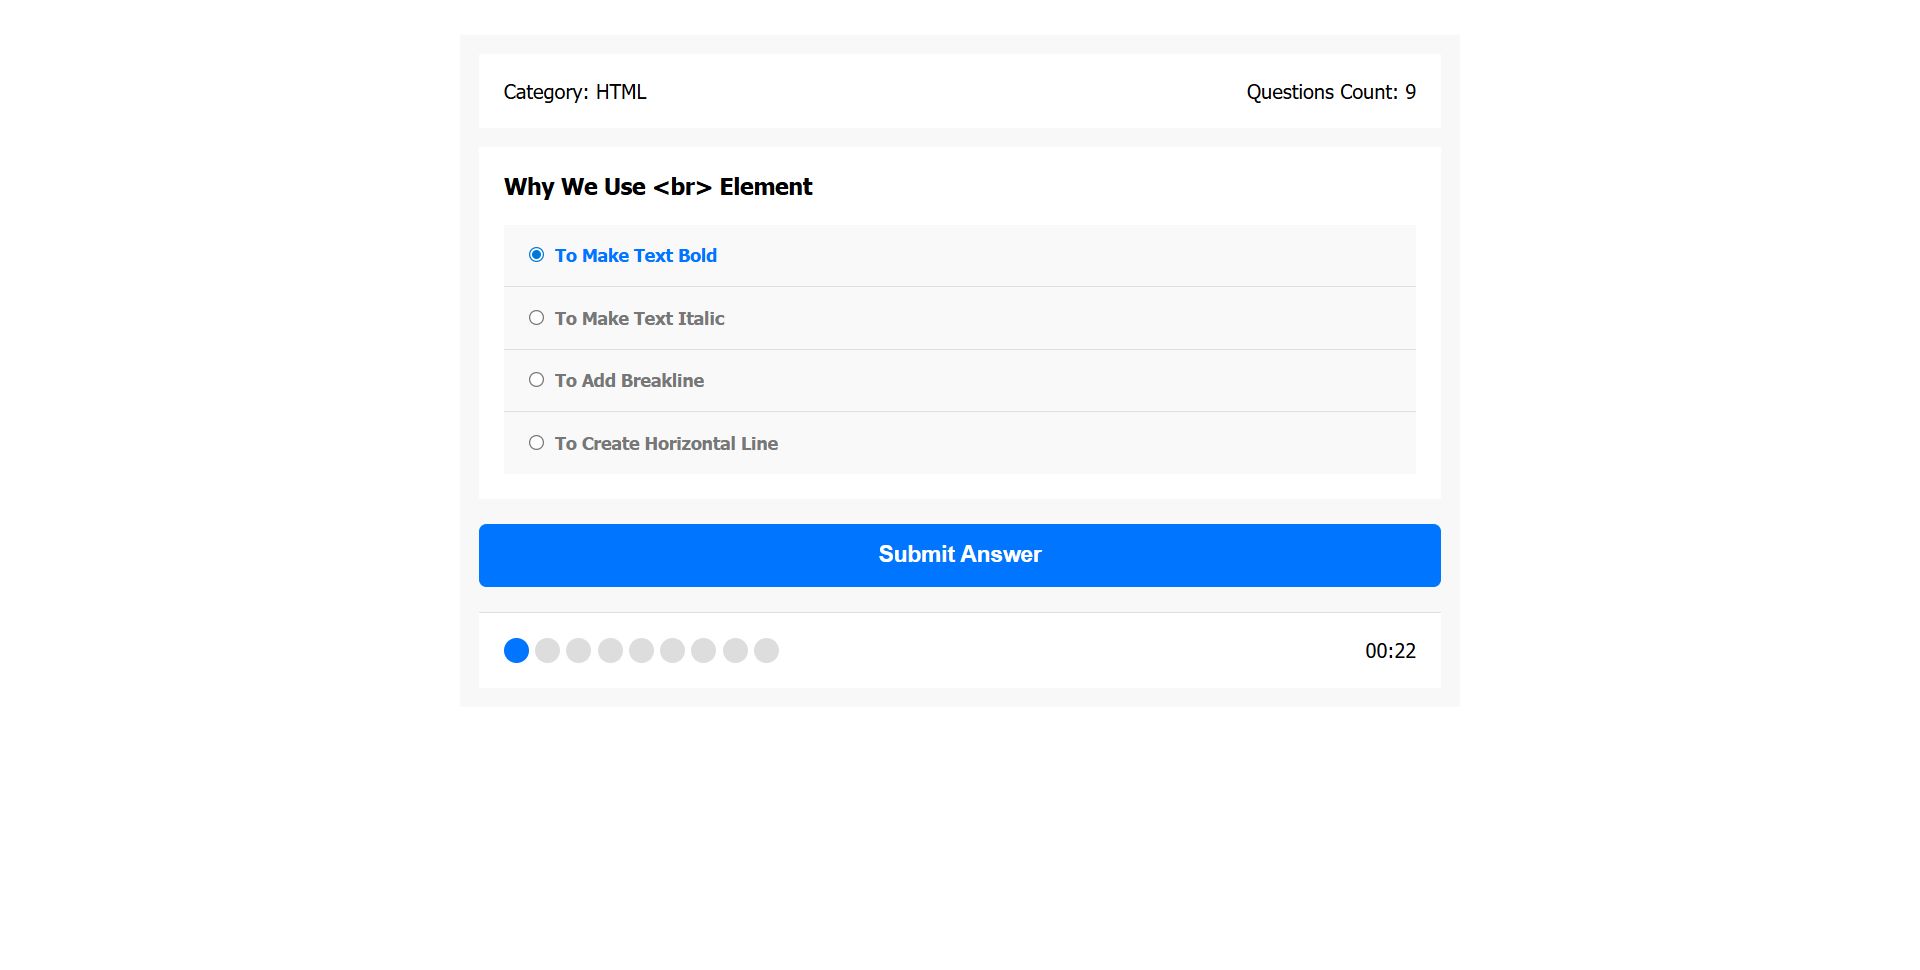 Category: HTML
Questions Count: 9
Why We Use <br> Element
To Make Text Bold
To Make Text Italic
To Add Breakline
To Create Horizontal Line
Submit Answer
00:22